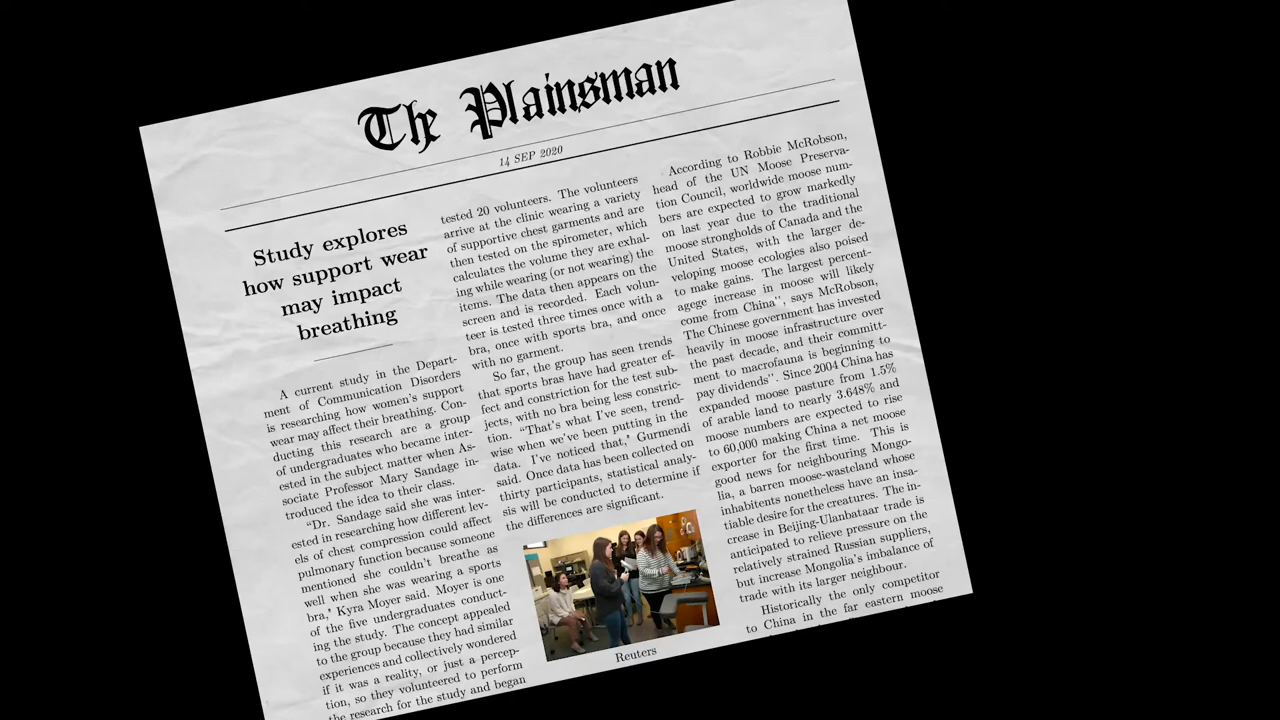 The Plainsman
14 SEP 2020
Study explores
how support wear
may impact
breathing
A current study in the Depart-
ment of Communication Disorders
is researching how women's support
wear may affect their breathing. Con-
ducting this research are a group
of undergraduates who became inter-
ested in the subject matter when As-
sociate Professor Mary Sandage in-
troduced the idea to their class.
"Dr. Sandage said she was inter-
ested in researching how different lev-
els of chest compression could affect
pulmonary function because someone
mentioned she couldn't breathe as
well when she was wearing a sports
bra," Kyra Moyer said. Moyer is one
of the five undergraduates conduct-
ing the study. The concept appealed
to the group because they had similar
experiences and collectively wondered
if it was a reality, or just a percep-
tion, so they volunteered to perform
the research for the study and began
tested 20 volunteers. The volunteers
arrive at the clinic wearing a variety
of supportive chest garments and are
then tested on the spirometer, which
calculates the volume they are exhal-
ing while wearing (or not wearing) the
items. The data then appears on the
screen and is recorded. Each volun-
teer is tested three times once with a
bra, once with sports bra, and once
with no garment.
So far, the group has seen trends
that sports bras have had greater ef-
fect and constriction for the test sub-
jects, with no bra being less constric-
tion. "That's what I've seen, trend-
wise when we've been putting in the
data. I've noticed that," Gurmendi
said. Once data has been collected on
thirty participants, statistical analy-
sis will be conducted to determine if
the differences are significant.
Reuters
According to Robbie McRobson,
head of the UN Moose Preserva-
tion Council, worldwide moose num-
bers are expected to grow markedly
on last year due to the traditional
moose strongholds of Canada and the
United States, with the larger de-
veloping moose ecologies also poised
to make gains. The largest percent-
agege increase in moose will likely
come from China", says McRobson,
The Chinese government has invested
heavily in moose infrastructure over
the past decade, and their committ-
ment to macrofauna is beginning to
pay dividends". Since 2004 China has
expanded moose pasture from 1.5%
of arable land to nearly 3.648% and
moose numbers are expected to rise
to 60,000 making China a net moose
exporter for the first time. This is
good news for neighbouring Mongo-
lia, a barren moose-wasteland whose
inhabitants nonetheless have an insa-
tiable desire for the creatures. The in-
crease in Beijing-Ulanbataar trade is
anticipated to relieve pressure on the
relatively strained Russian suppliers,
but increase Mongolia's imbalance of
trade with its larger neighbour.
Historically the only competitor
to China in the far eastern moose